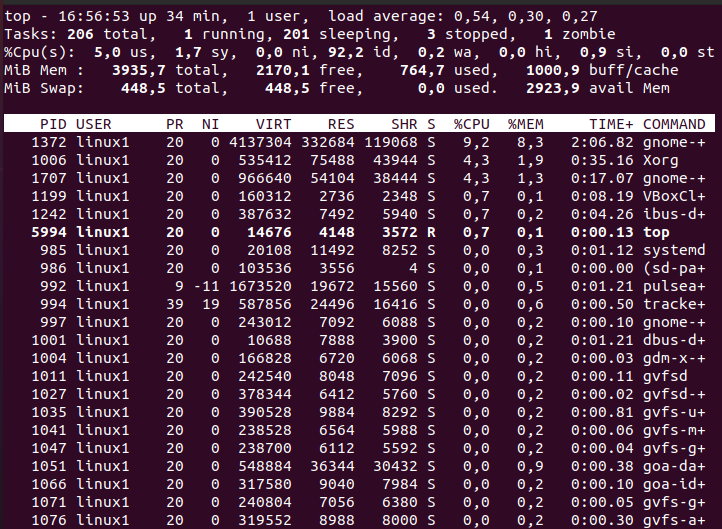 top - 16:56:53 up 34 min,  1 user,  load average: 0,54, 0,30, 0,27
Tasks: 206 total,   1 running, 201 sleeping,   3 stopped,   1 zombie
%Cpu(s):  5,0 us,  1,7 sy,  0,0 ni, 92,2 id,  0,2 wa,  0,0 hi,  0,9 si,  0,0 st
MiB Mem :   3935,7 total,   2170,1 free,    764,7 used,   1000,9 buff/cache
MiB Swap:    448,5 total,    448,5 free,      0,0 used.   2923,9 avail Mem
PID USER      PR  NI    VIRT    RES    SHR S  %CPU  %MEM     TIME+ COMMAND
1372 linux1    20   0 4137304 332684 119068 S   9,2   8,3   2:06.82 gnome-+
1006 linux1    20   0  535412  75488  43944 S   4,3   1,9   0:35.16 Xorg
1707 linux1    20   0  966640  54104  38444 S   4,3   1,3   0:17.07 gnome-+
1199 linux1    20   0  160312   2736   2348 S   0,7   0,1   0:08.19 VBoxCl+
1242 linux1    20   0  387632   7492   5940 S   0,7   0,2   0:04.26 ibus-d+
5994 linux1    20   0   14676   4148   3572 R   0,7   0,1   0:00.13 top
985 linux1    20   0   20108  11492   8252 S   0,0   0,3   0:01.12 systemd
986 linux1    20   0  103536   3556      4 S   0,0   0,1   0:00.00 (sd-pa+
992 linux1     9 -11 1673520  19672  15560 S   0,0   0,5   0:01.21 pulsea+
994 linux1    39  19  587856  24496  16416 S   0,0   0,6   0:00.50 tracke+
997 linux1    20   0  243012   7092   6088 S   0,0   0,2   0:00.10 gnome-+
1001 linux1    20   0   10688   7888   3900 S   0,0   0,2   0:01.21 dbus-d+
1004 linux1    20   0  166828   6720   6068 S   0,0   0,2   0:00.03 gdm-x-+
1011 linux1    20   0  242540   8048   7096 S   0,0   0,2   0:00.11 gvfsd
1027 linux1    20   0  378344   6412   5760 S   0,0   0,2   0:00.02 gvfsd-+
1035 linux1    20   0  390528   9884   8292 S   0,0   0,2   0:00.81 gvfs-u+
1041 linux1    20   0  238528   6564   5988 S   0,0   0,2   0:00.06 gvfs-m+
1047 linux1    20   0  238700   6112   5592 S   0,0   0,2   0:00.04 gvfs-g+
1051 linux1    20   0  548884  36344  30432 S   0,0   0,9   0:00.38 goa-da+
1066 linux1    20   0  317580   9040   7984 S   0,0   0,2   0:00.10 goa-id+
1071 linux1    20   0  240804   7056   6380 S   0,0   0,2   0:00.05 gvfs-g+
1076 linux1    20   0  319552   8988   8000 S   0,0   0,2   0:00.30 gvfs-a+